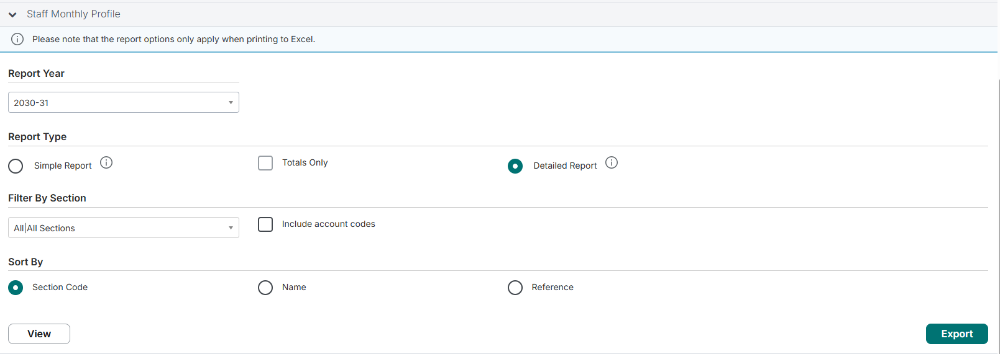 Staff Monthly Profile
Please note that the report options only apply when printing to Excel.
Report Year
2030-31
Report Type
Simple Report
Totals Only
Detailed Report
Filter By Section
All|All Sections
Include account codes
Sort By
Section Code
Name
Reference
View
Export